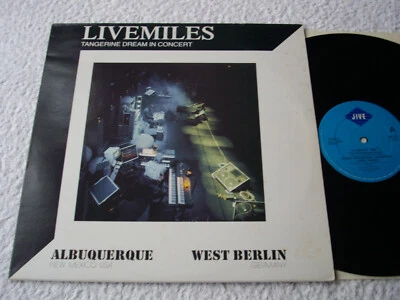 LIVEMILES
TANGERINE DREAM IN CONCERT
ALBUQUERQUE WEST BERLIN
NEW MEXICO USA GERMANY
JIVE